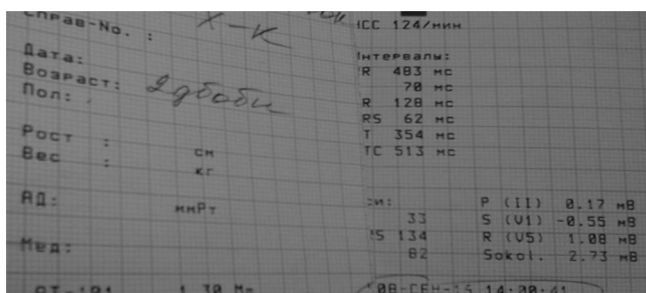 Справ-No. : Х-К
Дата:
Возраст:
Пол:
Рост : см
Вес : кг
АД: ммРт
Мед:
ЧСС 124/мин
Интервалы:
R 483 мс
70 мс
R 128 мс
RS 62 мс
T 354 мс
TC 513 мс
си:
33
RS 134
82
P (II) 0.17 мВ
S (V1) -0.55 мВ
R (V5) 1.08 мВ
Sokol. 2.73 мВ
08-СЕН-15 14:00:41